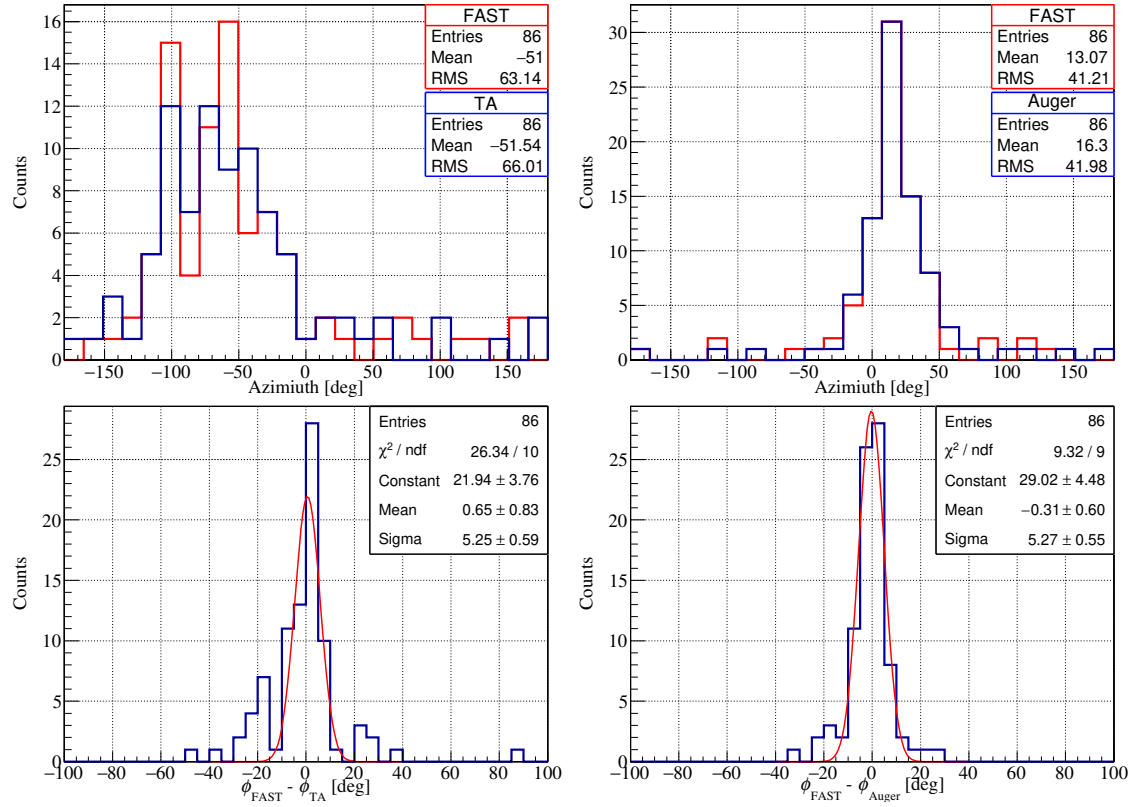 FAST
Entries 86
Mean −51
RMS 63.14
TA
Entries 86
Mean −51.54
RMS 66.01
Counts
16
14
12
10
8
6
4
2
0
−150 −100 −50 0 50 100 150
Azimiuth [deg]
FAST
Entries 86
Mean 13.07
RMS 41.21
Auger
Entries 86
Mean 16.3
RMS 41.98
Counts
30
25
20
15
10
5
0
−150 −100 −50 0 50 100 150
Azimiuth [deg]
Entries 86
χ² / ndf 26.34 / 10
Constant 21.94 ± 3.76
Mean 0.65 ± 0.83
Sigma 5.25 ± 0.59
Counts
25
20
15
10
5
0
−100 −80 −60 −40 −20 0 20 40 60 80 100
ϕFAST - ϕTA [deg]
Entries 86
χ² / ndf 9.32 / 9
Constant 29.02 ± 4.48
Mean −0.31 ± 0.60
Sigma 5.27 ± 0.55
Counts
25
20
15
10
5
0
−100 −80 −60 −40 −20 0 20 40 60 80 100
ϕFAST - ϕAuger [deg]